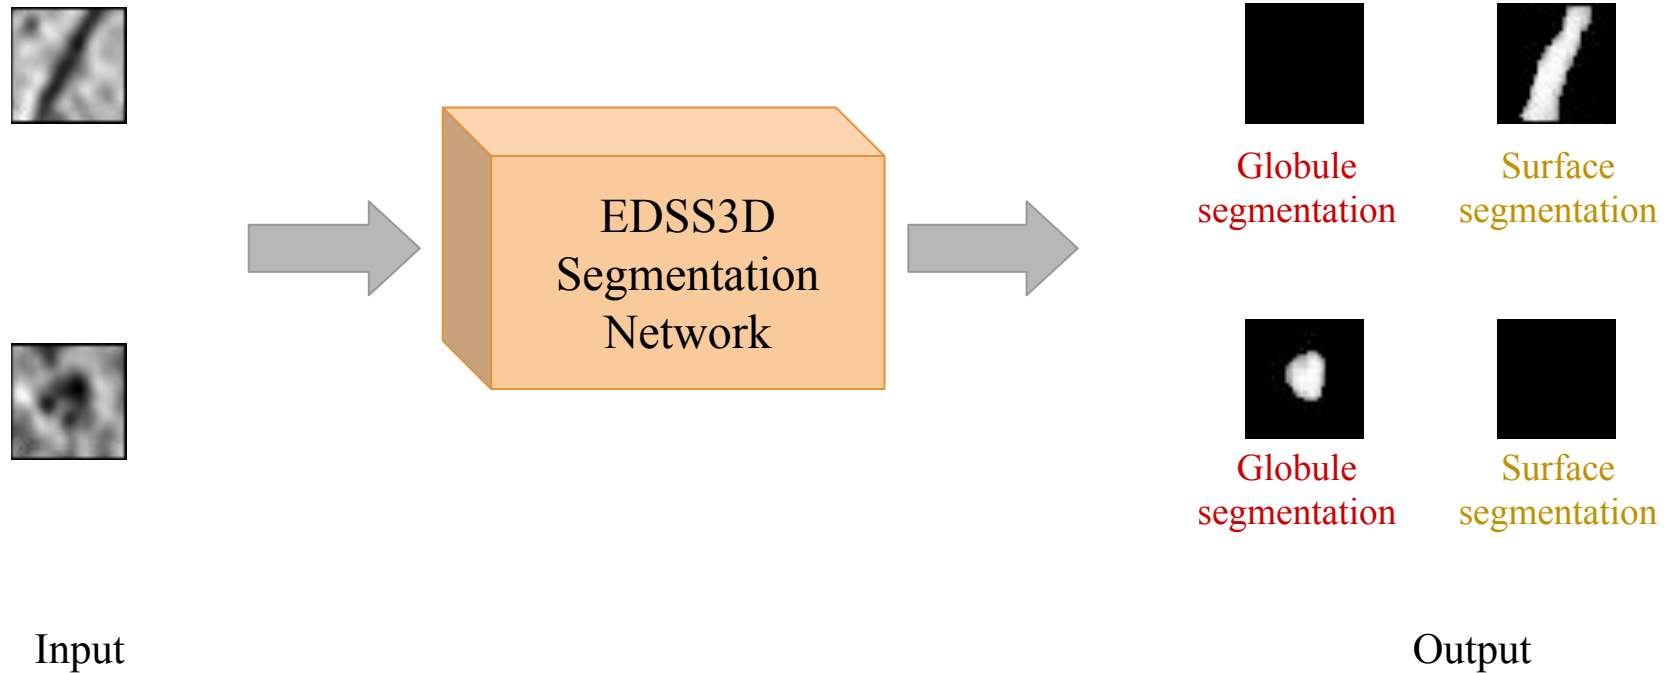 EDSS3D
Segmentation
Network
Globule
segmentation
Surface
segmentation
Globule
segmentation
Surface
segmentation
Input
Output